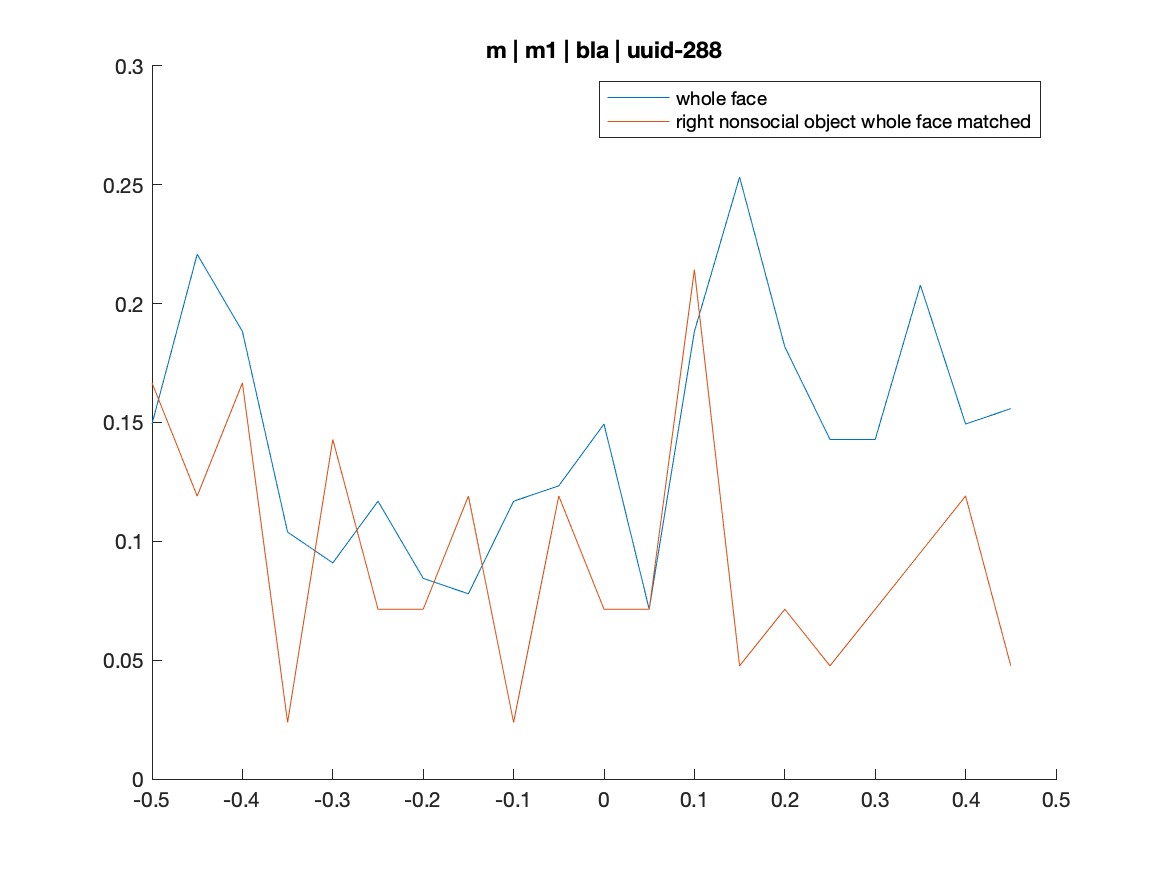 m | m1 | bla | uuid-288
whole face
right nonsocial object whole face matched
0.3
0.25
0.2
0.15
0.1
0.05
0
-0.5 -0.4 -0.3 -0.2 -0.1 0 0.1 0.2 0.3 0.4 0.5